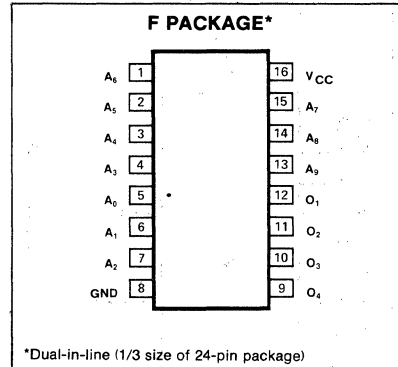 F PACKAGE*
A₆ 1 16 VCC
A₅ 2 15 A₇
A₄ 3 14 A₈
A₃ 4 13 A₉
A₀ 5 12 O₁
A₁ 6 11 O₂
A₂ 7 10 O₃
GND 8 9 O₄
*Dual-in-line (1/3 size of 24-pin package)